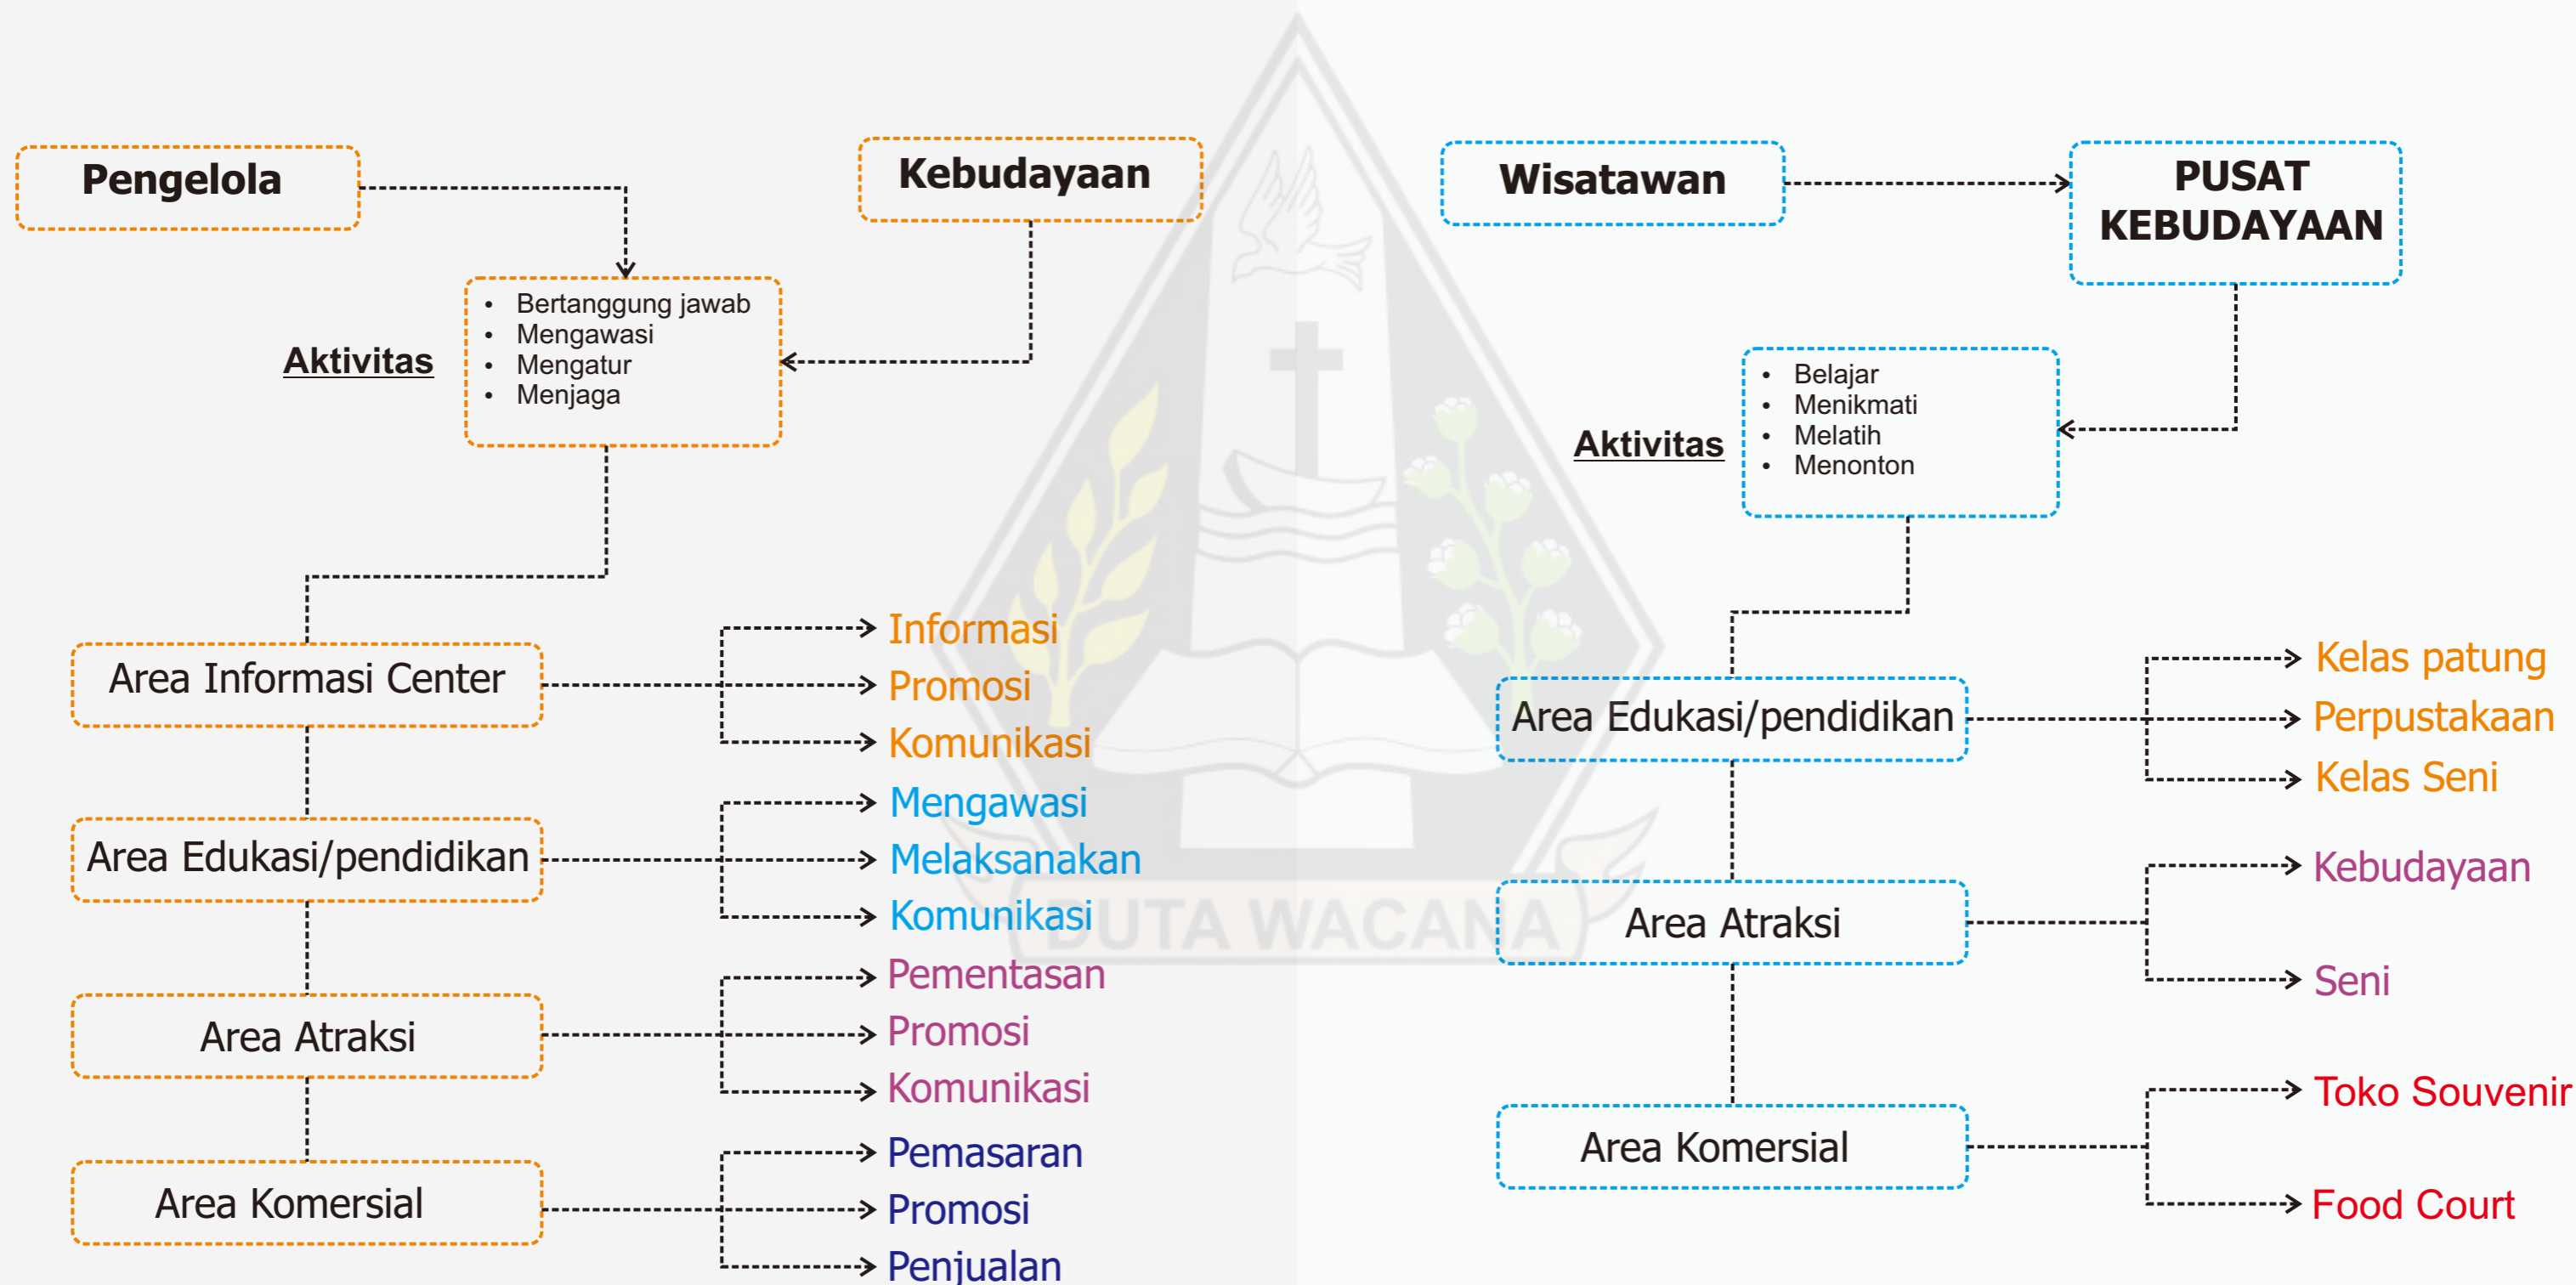 Pengelola
Kebudayaan
Aktivitas
• Bertanggung jawab
• Mengawasi
• Mengatur
• Menjaga
Area Informasi Center
Informasi
Promosi
Komunikasi
Area Edukasi/pendidikan
Mengawasi
Melaksanakan
Komunikasi
Area Atraksi
Pementasan
Promosi
Komunikasi
Area Komersial
Pemasaran
Promosi
Penjualan
Wisatawan
PUSAT
KEBUDAYAAN
Aktivitas
• Belajar
• Menikmati
• Melatih
• Menonton
Area Edukasi/pendidikan
Kelas patung
Perpustakaan
Kelas Seni
Area Atraksi
Kebudayaan
Seni
Area Komersial
Toko Souvenir
Food Court
DUTA WACANA